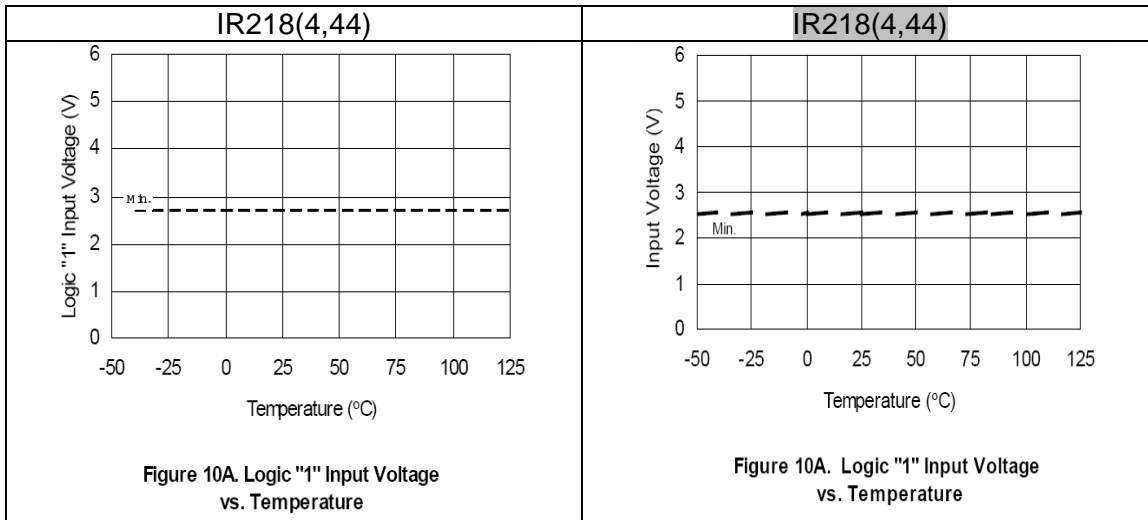 IR218(4,44)
6
5
4
3
2
1
0
Logic "1" Input Voltage (V)
Min.
-50 -25 0 25 50 75 100 125
Temperature (°C)
Figure 10A. Logic "1" Input Voltage
vs. Temperature
IR218(4,44)
6
5
4
3
2
1
0
Input Voltage (V)
Min.
-50 -25 0 25 50 75 100 125
Temperature (°C)
Figure 10A. Logic "1" Input Voltage
vs. Temperature